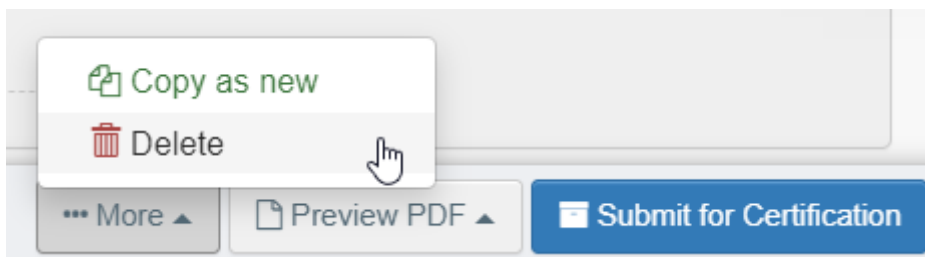 Copy as new
Delete
••• More
Preview PDF
Submit for Certification